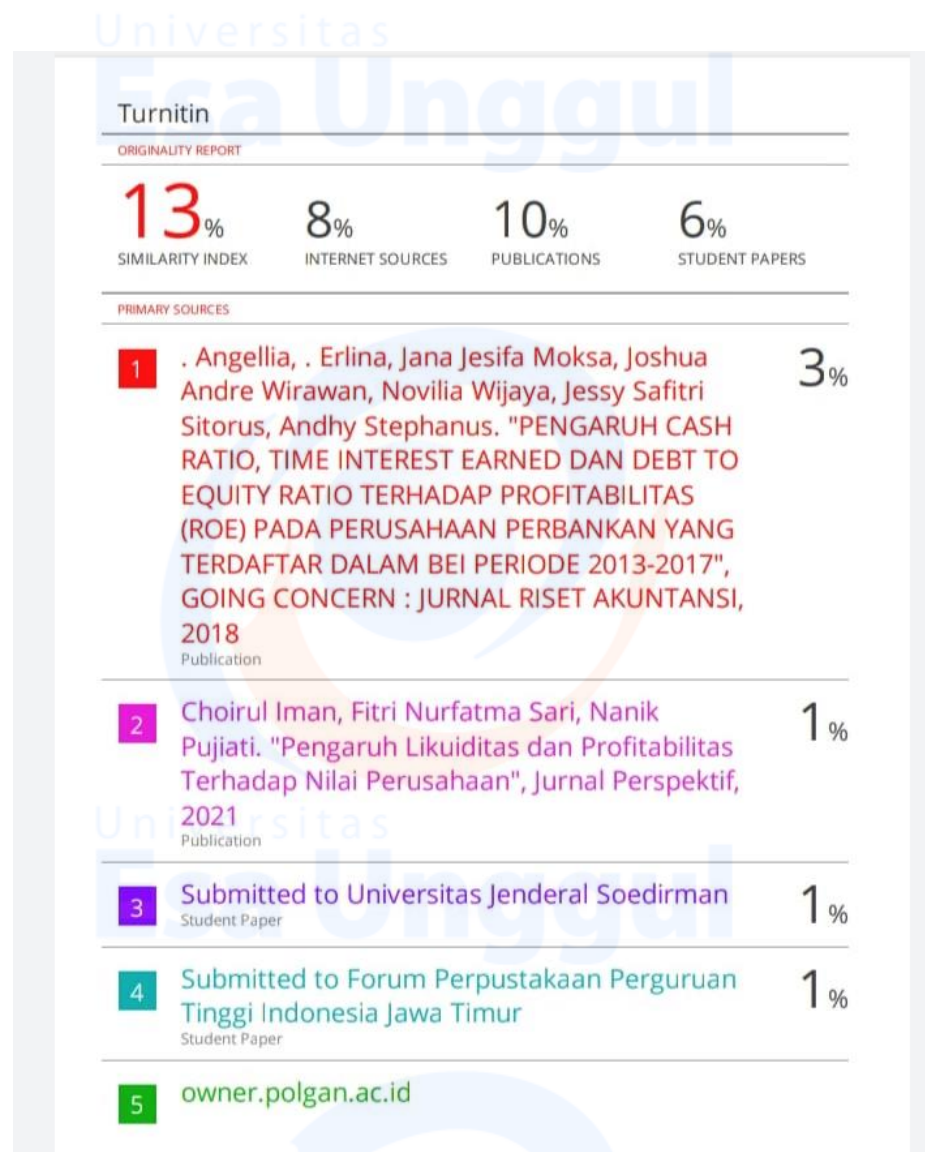 Universitas
Esa Unggul
Turnitin
ORIGINALITY REPORT
13% 8% 10% 6%
SIMILARITY INDEX INTERNET SOURCES PUBLICATIONS STUDENT PAPERS
PRIMARY SOURCES
1 . Angellia, . Erlina, Jana Jesifa Moksa, Joshua 3%
Andre Wirawan, Novilia Wijaya, Jessy Safitri
Sitorus, Andhy Stephanus. "PENGARUH CASH
RATIO, TIME INTEREST EARNED DAN DEBT TO
EQUITY RATIO TERHADAP PROFITABILITAS
(ROE) PADA PERUSAHAAN PERBANKAN YANG
TERDAFTAR DALAM BEI PERIODE 2013-2017",
GOING CONCERN : JURNAL RISET AKUNTANSI,
2018
Publication
2 Choirul Iman, Fitri Nurfatma Sari, Nanik 1%
Pujiati. "Pengaruh Likuiditas dan Profitabilitas
Terhadap Nilai Perusahaan", Jurnal Perspektif,
2021
Publication
Universitas
Esa Unggul
3 Submitted to Universitas Jenderal Soedirman 1%
Student Paper
4 Submitted to Forum Perpustakaan Perguruan 1%
Tinggi Indonesia Jawa Timur
Student Paper
5 owner.polgan.ac.id